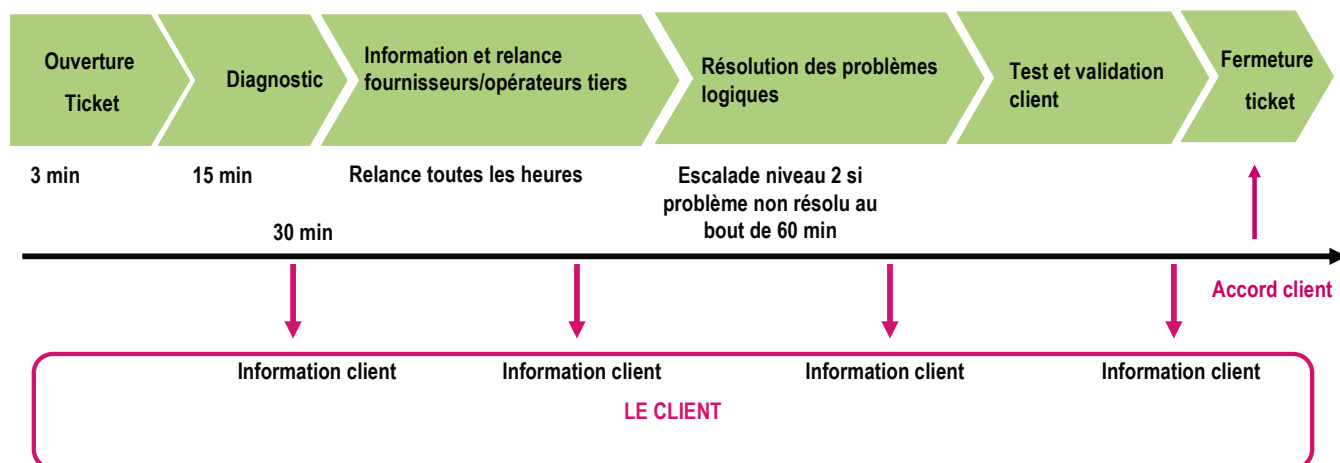 Ouverture
Ticket
Diagnostic
Information et relance
fournisseurs/opérateurs tiers
Résolution des problèmes
logiques
Test et validation
client
Fermeture
ticket
3 min
15 min
Relance toutes les heures
Escalade niveau 2 si
problème non résolu au
bout de 60 min
30 min
Accord client
Information client
Information client
Information client
Information client
LE CLIENT